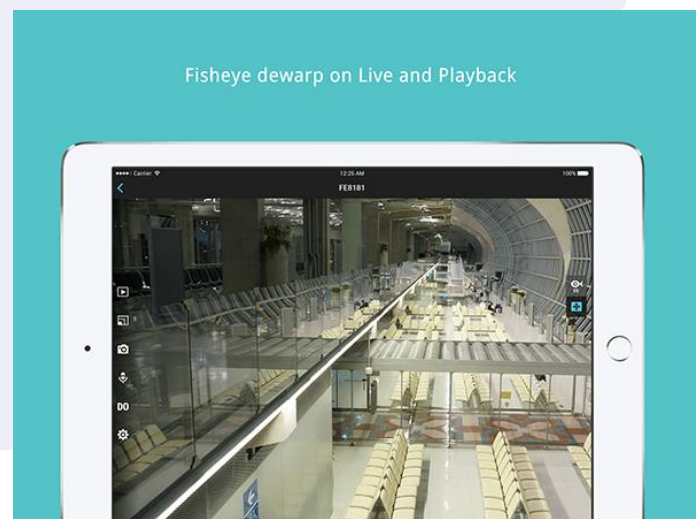 Fisheye dewarp on Live and Playback
Carrier
12:25 AM
100%
FE8181
DO